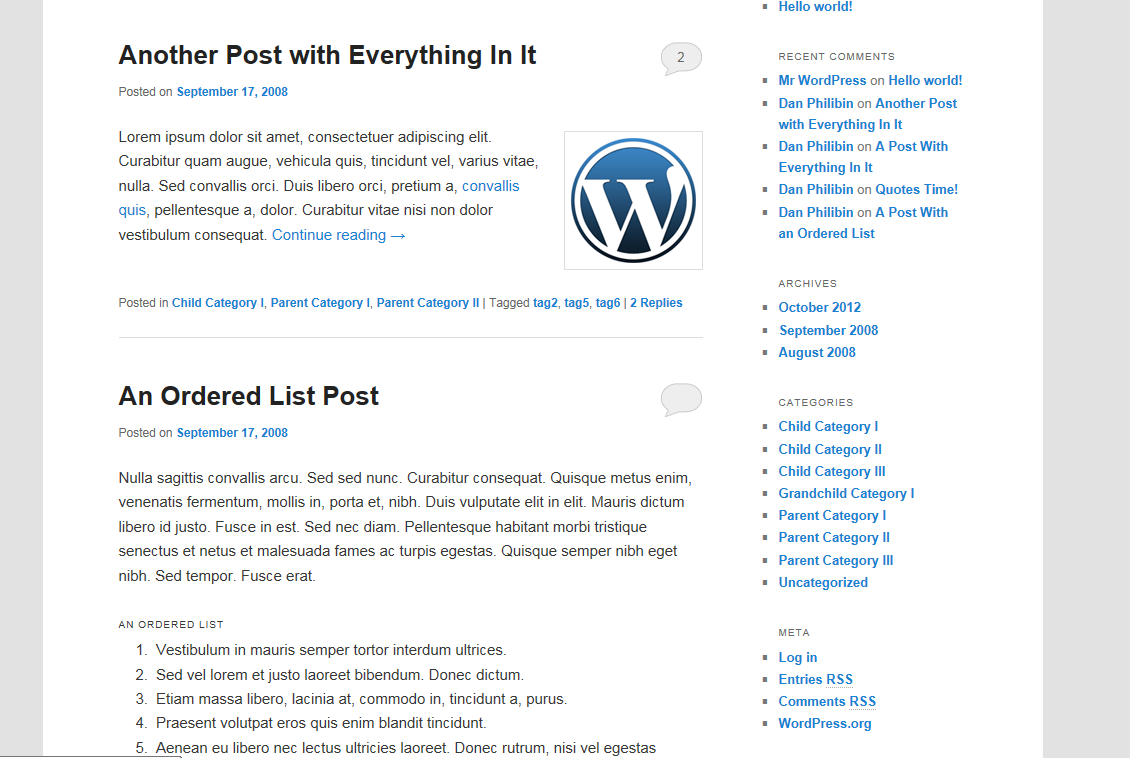 Hello world!
Another Post with Everything In It
2
Posted on September 17, 2008
Lorem ipsum dolor sit amet, consectetuer adipiscing elit.
Curabitur quam augue, vehicula quis, tincidunt vel, varius vitae,
nulla. Sed convallis orci. Duis libero orci, pretium a, convallis
quis, pellentesque a, dolor. Curabitur vitae nisi non dolor
vestibulum consequat. Continue reading →
W
Posted in Child Category I, Parent Category I, Parent Category II | Tagged tag2, tag5, tag6 | 2 Replies
An Ordered List Post
Posted on September 17, 2008
Nulla sagittis convallis arcu. Sed sed nunc. Curabitur consequat. Quisque metus enim,
venenatis fermentum, mollis in, porta et, nibh. Duis vulputate elit in elit. Mauris dictum
libero id justo. Fusce in est. Sed nec diam. Pellentesque habitant morbi tristique
senectus et netus et malesuada fames ac turpis egestas. Quisque semper nibh eget
nibh. Sed tempor. Fusce erat.
AN ORDERED LIST
1. Vestibulum in mauris semper tortor interdum ultrices.
2. Sed vel lorem et justo laoreet bibendum. Donec dictum.
3. Etiam massa libero, lacinia at, commodo in, tincidunt a, purus.
4. Praesent volutpat eros quis enim blandit tincidunt.
5. Aenean eu libero nec lectus ultricies laoreet. Donec rutrum, nisi vel egestas
RECENT COMMENTS
Mr WordPress on Hello world!
Dan Philibin on Another Post
with Everything In It
Dan Philibin on A Post With
Everything In It
Dan Philibin on Quotes Time!
Dan Philibin on A Post With
an Ordered List
ARCHIVES
October 2012
September 2008
August 2008
CATEGORIES
Child Category I
Child Category II
Child Category III
Grandchild Category I
Parent Category I
Parent Category II
Parent Category III
Uncategorized
META
Log in
Entries RSS
Comments RSS
WordPress.org